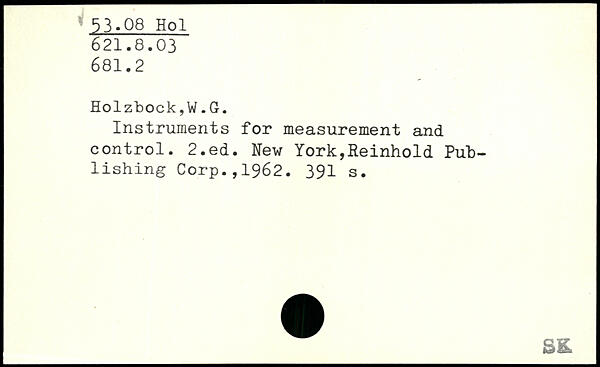 53.08 Hol
621.8.03
681.2
Holzbock,W.G.
Instruments for measurement and
control. 2.ed. New York,Reinhold Pub-
lishing Corp.,1962. 391 s.
SK